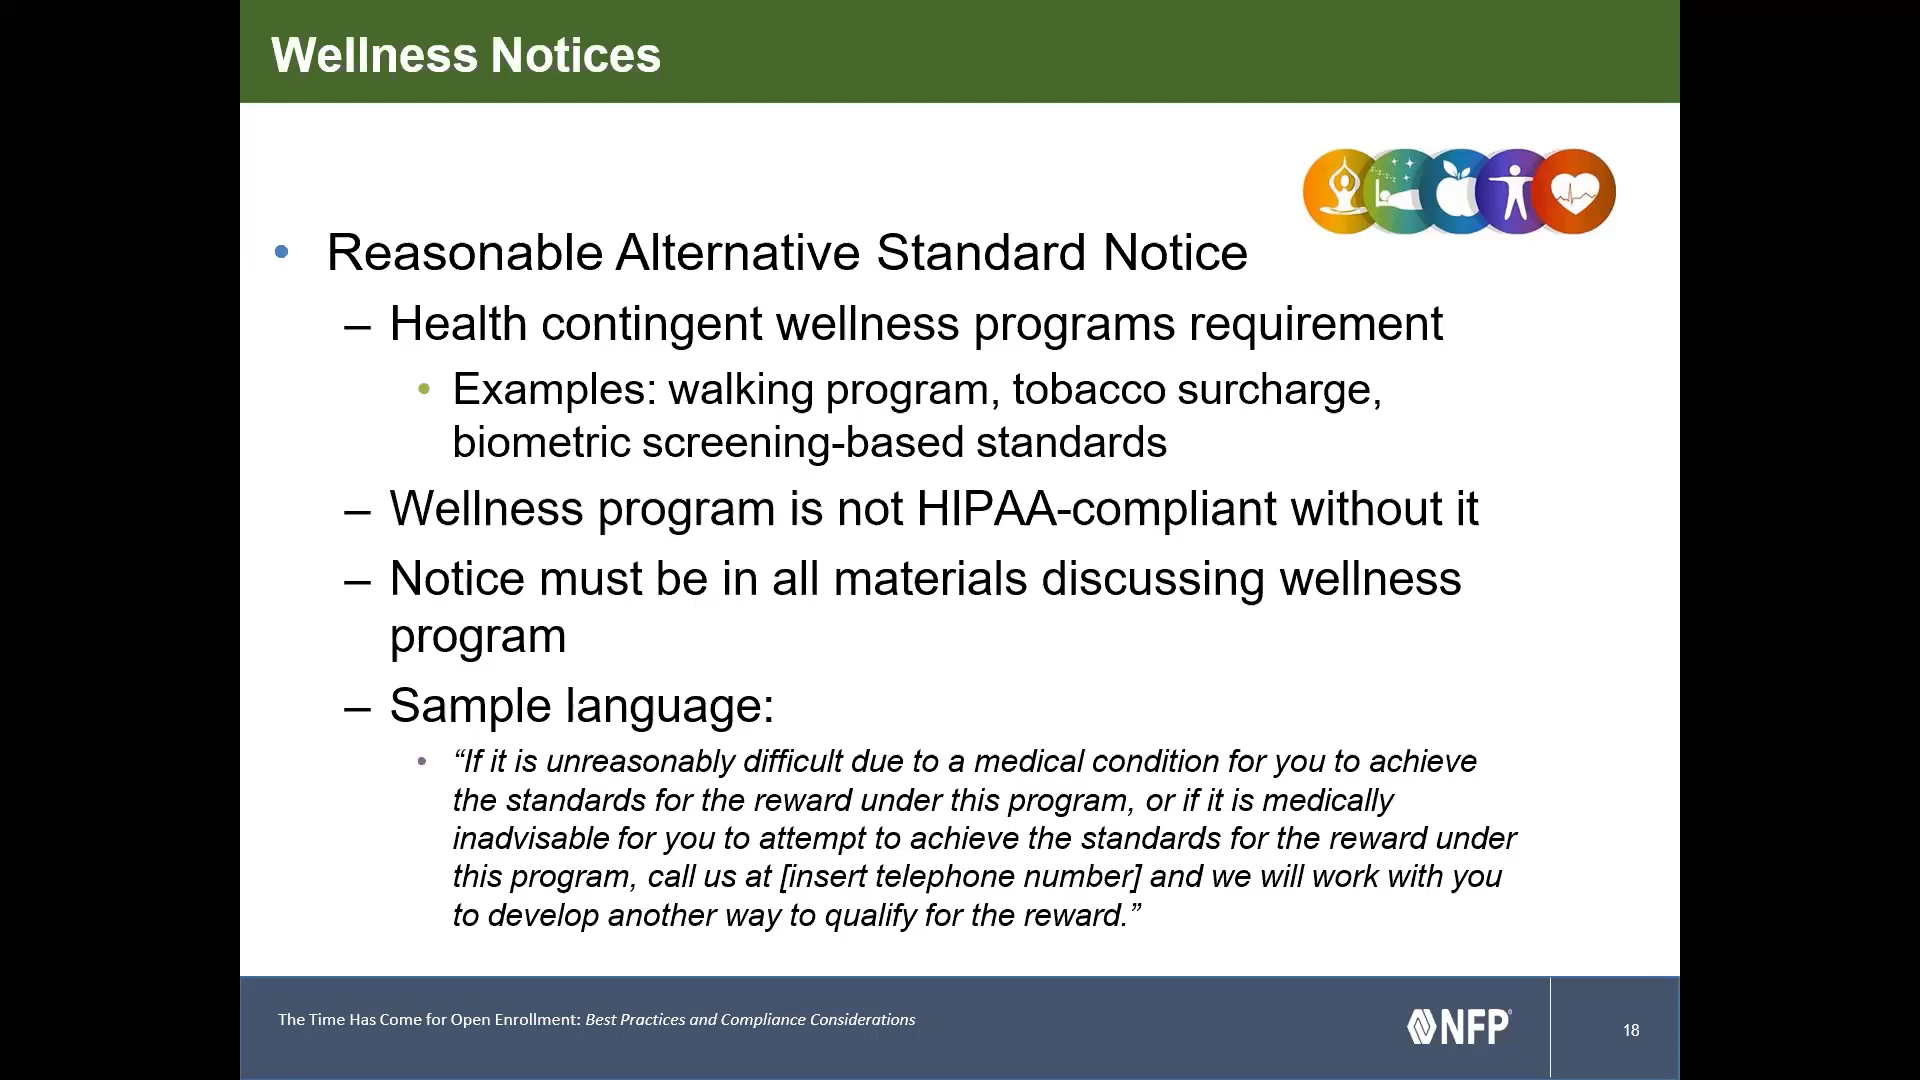 Wellness Notices
• Reasonable Alternative Standard Notice
– Health contingent wellness programs requirement
• Examples: walking program, tobacco surcharge,
biometric screening-based standards
– Wellness program is not HIPAA-compliant without it
– Notice must be in all materials discussing wellness
program
– Sample language:
• “If it is unreasonably difficult due to a medical condition for you to achieve
the standards for the reward under this program, or if it is medically
inadvisable for you to attempt to achieve the standards for the reward under
this program, call us at [insert telephone number] and we will work with you
to develop another way to qualify for the reward.”
The Time Has Come for Open Enrollment: Best Practices and Compliance Considerations
NFP
18